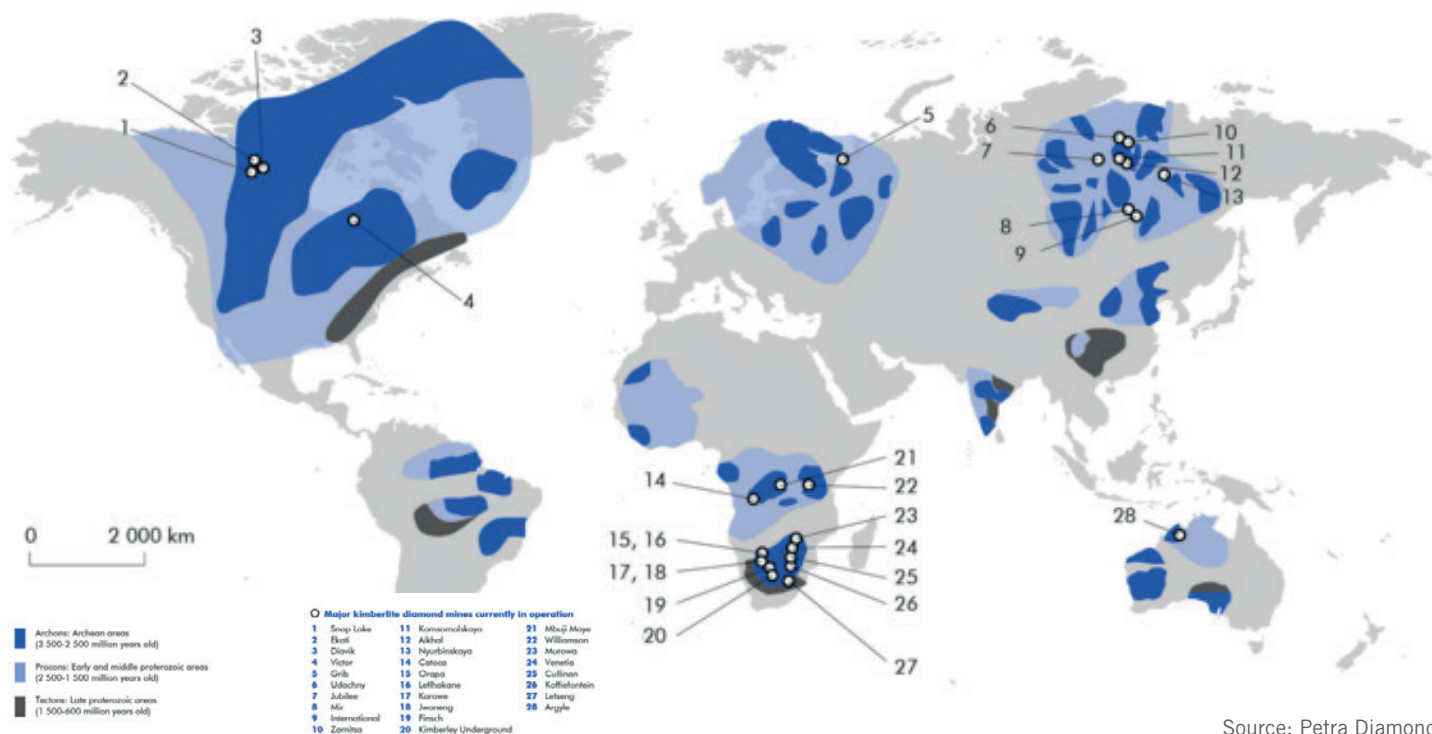 3
2
1
4
5
6
7
8
9
10
11
12
13
14
15, 16
17, 18
19
20
21
22
23
24
25
26
27
28
0 2 000 km
Archons: Archean areas
(3 500-2 500 million years old)
Procons: Early and middle proterozoic areas
(2 500-1 500 million years old)
Tectons: Late proterozoic areas
(1 500-600 million years old)
Major kimberlite diamond mines currently in operation
1 Snap Lake
2 Ekati
3 Diavik
4 Victor
5 Grib
6 Udachny
7 Jubilee
8 Mir
9 International
10 Zarnitsa
11 Komsomolskaya
12 Aikhal
13 Nyurbinskaya
14 Catoca
15 Orapa
16 Letlhakane
17 Karowe
18 Jwaneng
19 Finsch
20 Kimberley Underground
21 Mbuji Maye
22 Williamson
23 Murowa
24 Venetia
25 Cullinan
26 Koffiefontein
27 Letseng
28 Argyle
Source: Petra Diamond